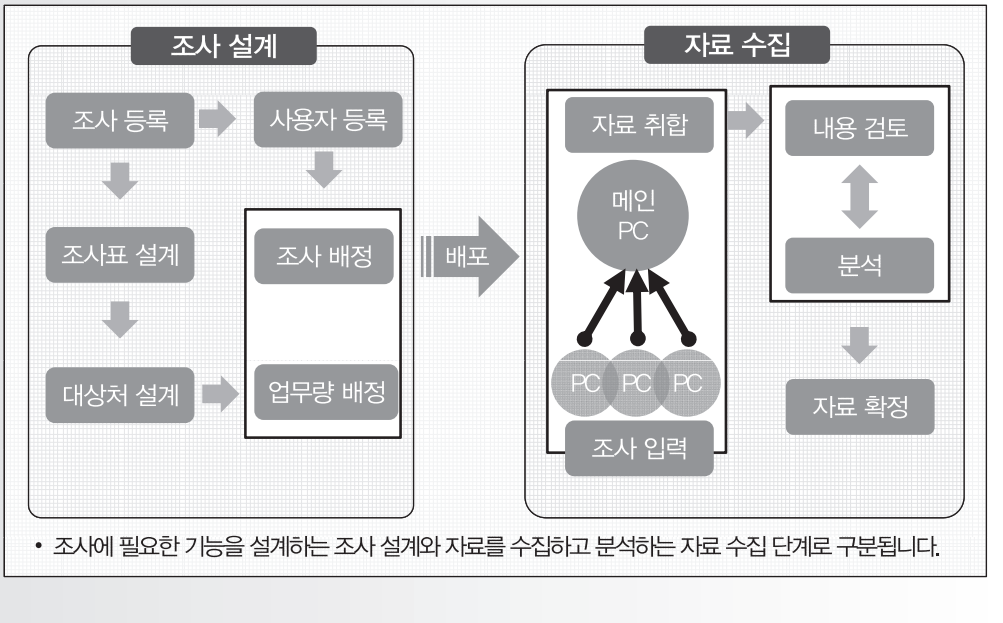 조사 설계
조사 등록
사용자 등록
조사표 설계
조사 배정
대상처 설계
업무량 배정
배포
자료 수집
자료 취합
메인
PC
PC PC PC
조사 입력
내용 검토
분석
자료 확정
• 조사에 필요한 기능을 설계하는 조사 설계와 자료를 수집하고 분석하는 자료 수집 단계로 구분됩니다.